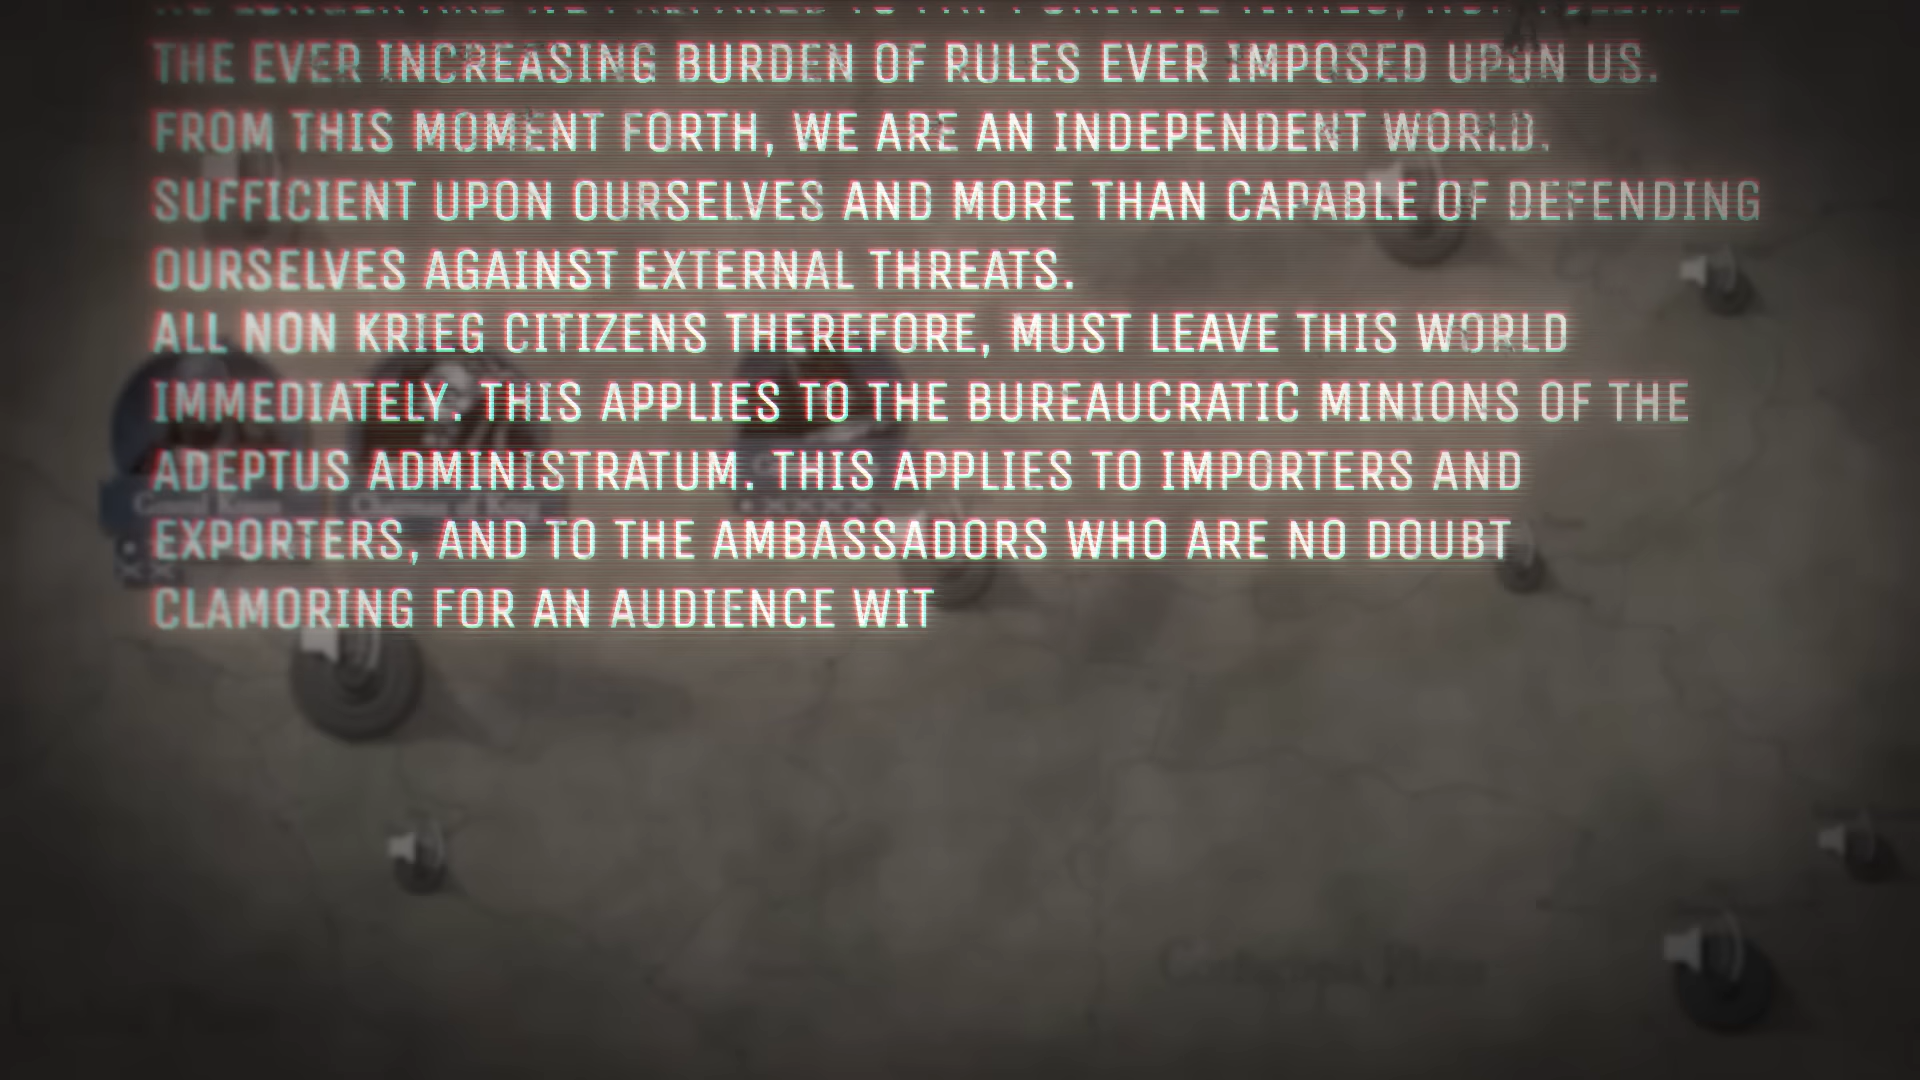 THE EVER INCREASING BURDEN OF RULES EVER IMPOSED UPON US.
FROM THIS MOMENT FORTH, WE ARE AN INDEPENDENT WORLD.
SUFFICIENT UPON OURSELVES AND MORE THAN CAPABLE OF DEFENDING
OURSELVES AGAINST EXTERNAL THREATS.
ALL NON KRIEG CITIZENS THEREFORE, MUST LEAVE THIS WORLD
IMMEDIATELY. THIS APPLIES TO THE BUREAUCRATIC MINIONS OF THE
ADEPTUS ADMINISTRATUM. THIS APPLIES TO IMPORTERS AND
EXPORTERS, AND TO THE AMBASSADORS WHO ARE NO DOUBT
CLAMORING FOR AN AUDIENCE WIT